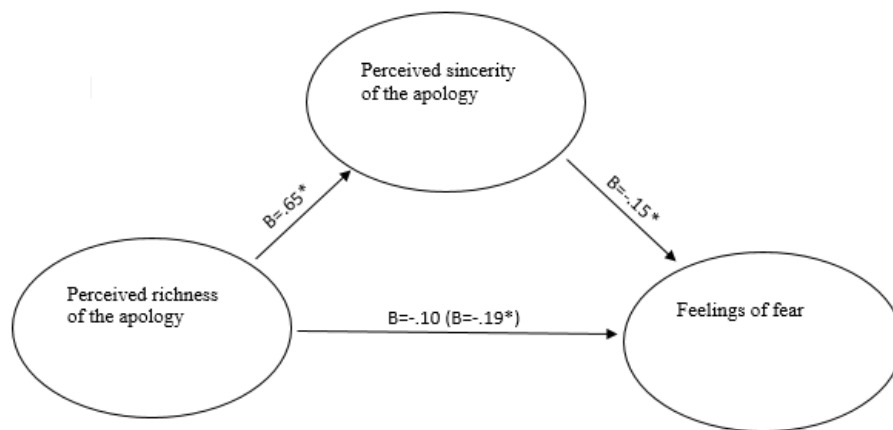 Perceived sincerity
of the apology
B=.65*
B=-.15*
Perceived richness
of the apology
B=-.10 (B=-.19*)
Feelings of fear